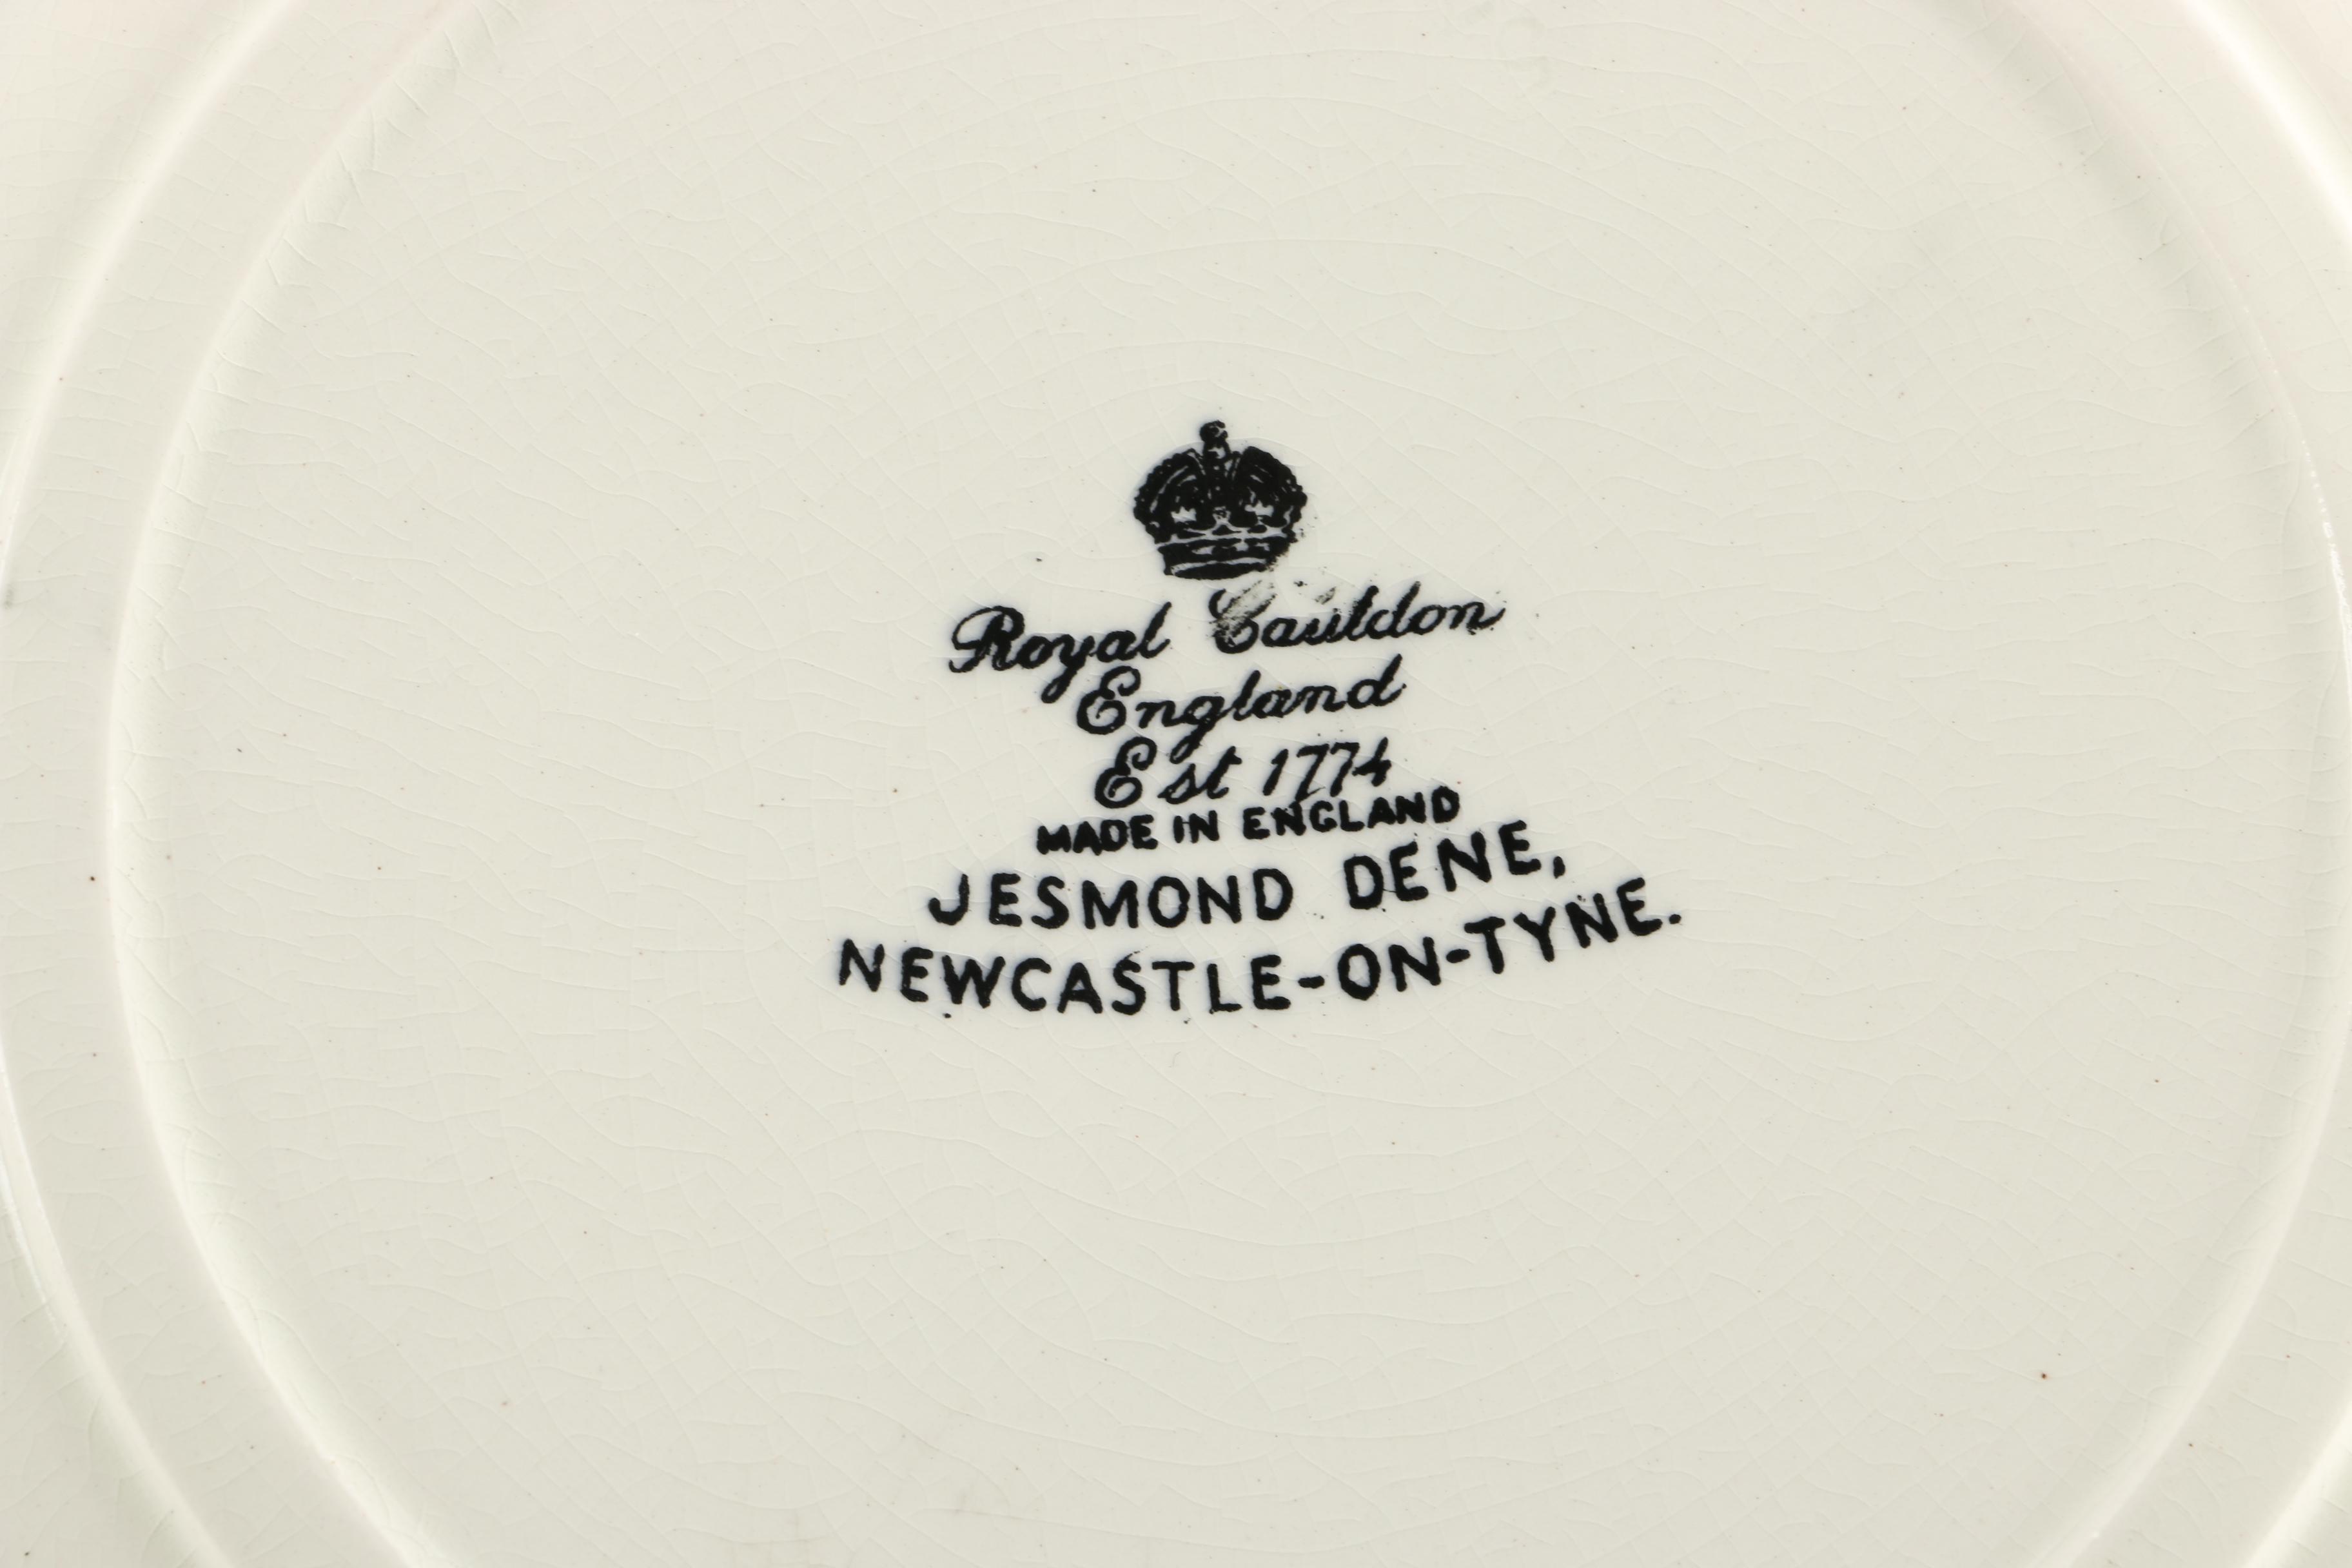 Royal Cauldon
England
Est 1774
MADE IN ENGLAND
JESMOND DENE,
NEWCASTLE-ON-TYNE.